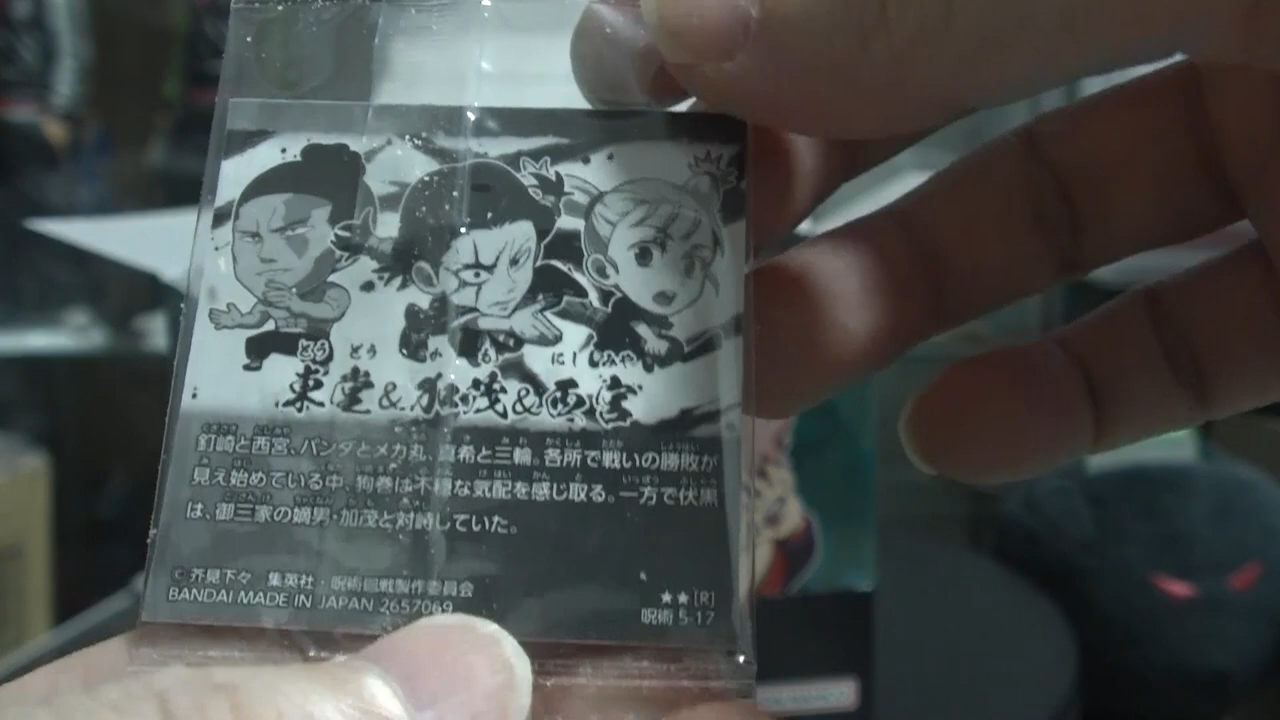 とう どう か も にしみや
東堂&加茂&西宮
釘崎と西宮、パンダとメカ丸、真希と三輪。各所で戦いの勝敗が
見え始めている中、狗巻は不穏な気配を感じ取る。一方で伏黒
は、御三家の嫡男・加茂と対峙していた。
©芥見下々 集英社・呪術廻戦製作委員会
BANDAI MADE IN JAPAN 2657069
★★[R]
呪術 5-17